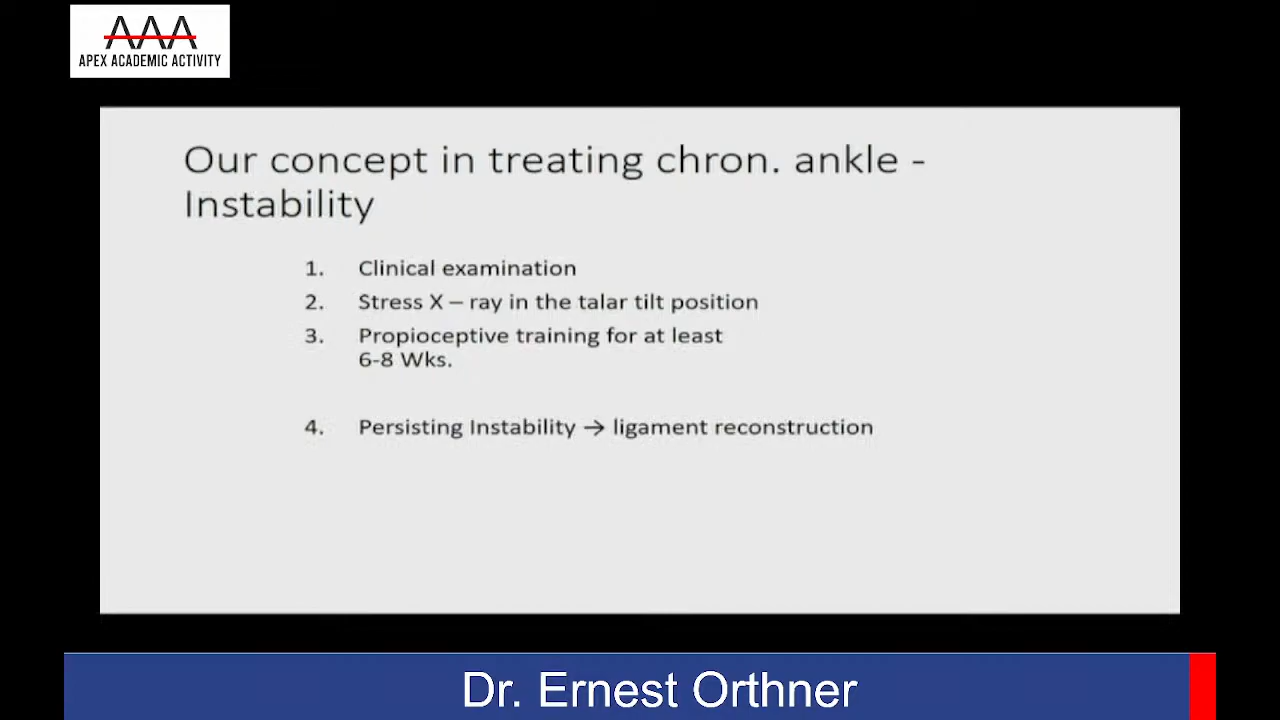 AAA
APEX ACADEMIC ACTIVITY
Our concept in treating chron. ankle -
Instability
1. Clinical examination
2. Stress X – ray in the talar tilt position
3. Propioceptive training for at least
6-8 Wks.
4. Persisting Instability → ligament reconstruction
Dr. Ernest Orthner